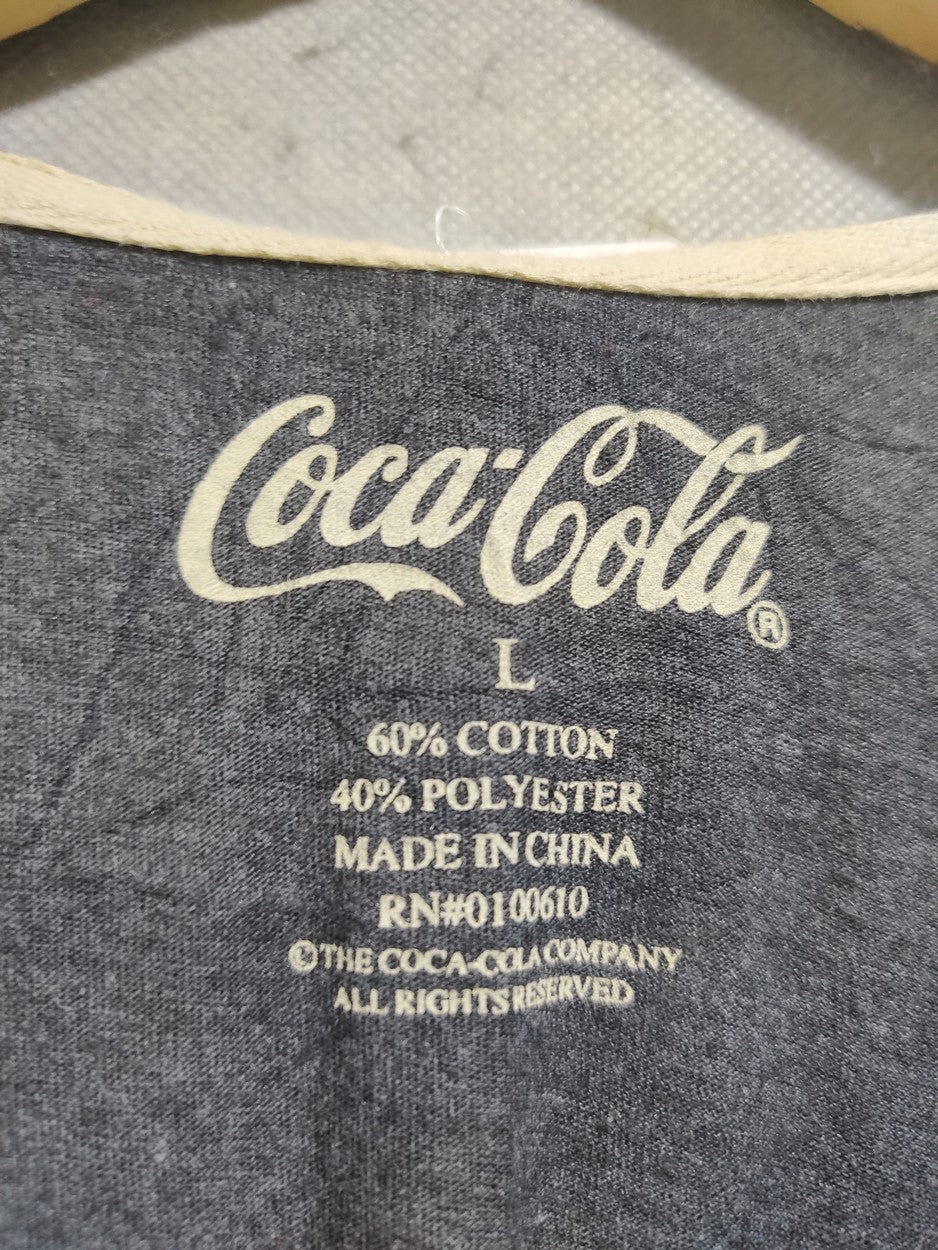 Coca-Cola®
L
60% COTTON
40% POLYESTER
MADE IN CHINA
RN#0100610
©THE COCA-COLA COMPANY
ALL RIGHTS RESERVED